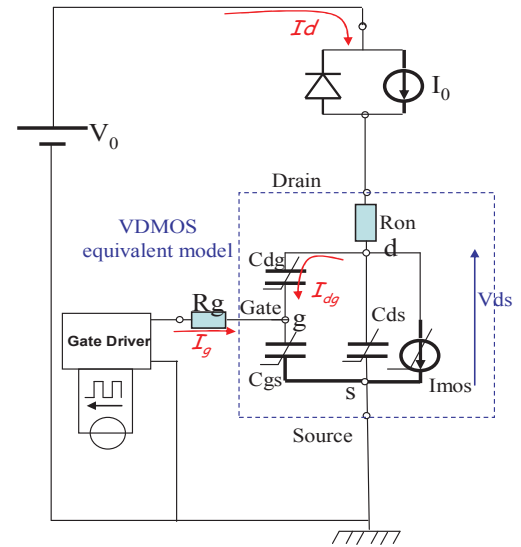 Id
I0
V0
Drain
VDMOS
equivalent model
Ron
d
Cdg
Idg
Vds
Rg
Gate
g
Cds
Gate Driver
Ig
Cgs
Imos
s
Source